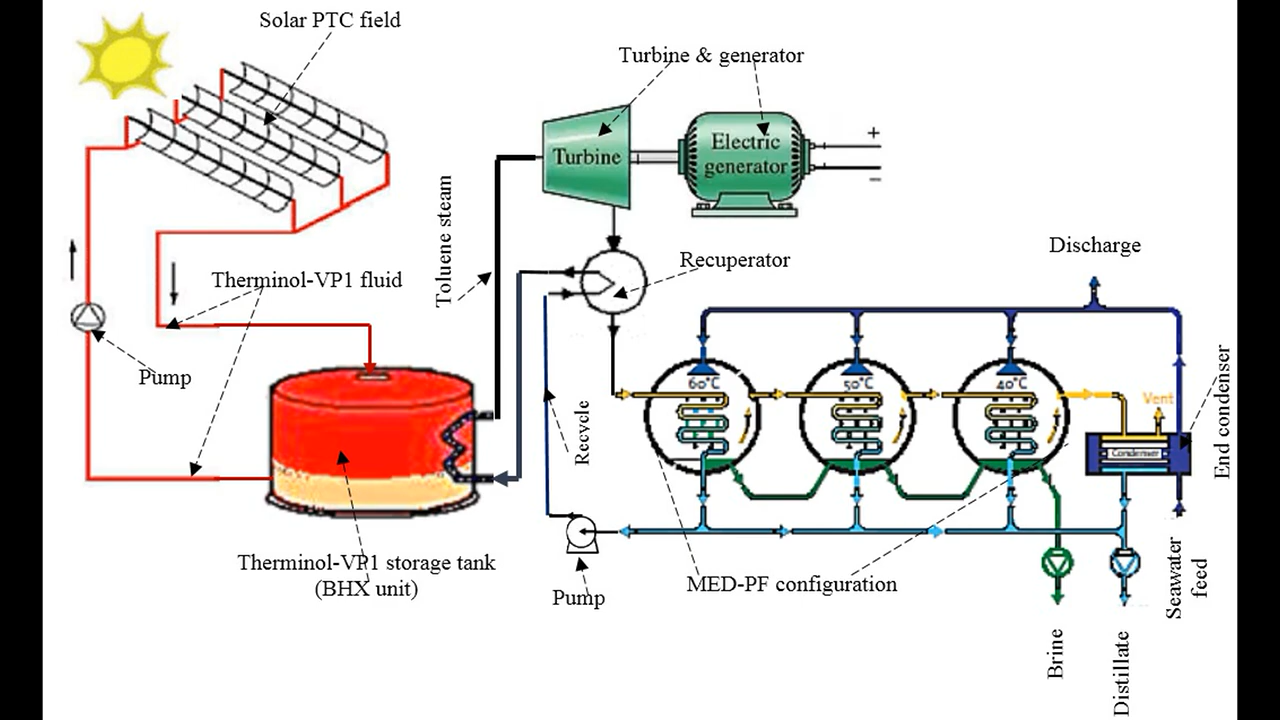 Solar PTC field
Turbine & generator
Turbine
Electric
generator
+
−
Toluene steam
Recuperator
Discharge
Therminol-VP1 fluid
Pump
60°C
50°C
40°C
Vent
Condenser
End condenser
Recycle
Therminol-VP1 storage tank
(BHX unit)
Pump
MED-PF configuration
Seawater
feed
Brine
Distillate